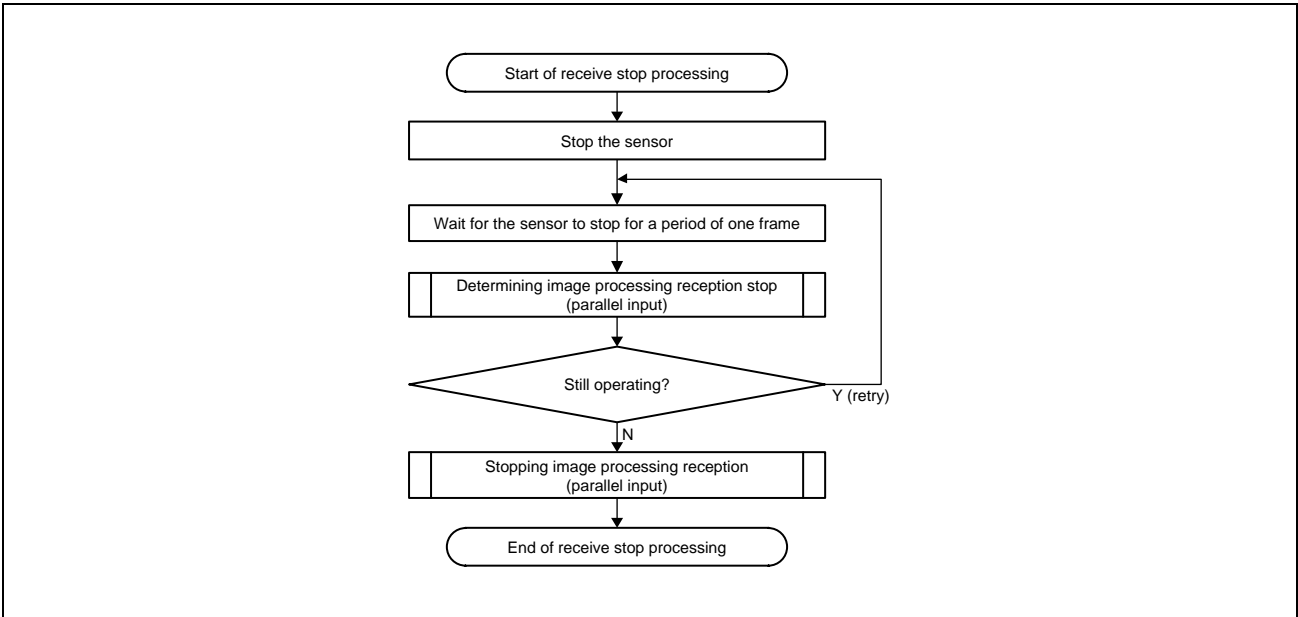 Start of receive stop processing
Stop the sensor
Wait for the sensor to stop for a period of one frame
Determining image processing reception stop
(parallel input)
Still operating?
Y (retry)
N
Stopping image processing reception
(parallel input)
End of receive stop processing